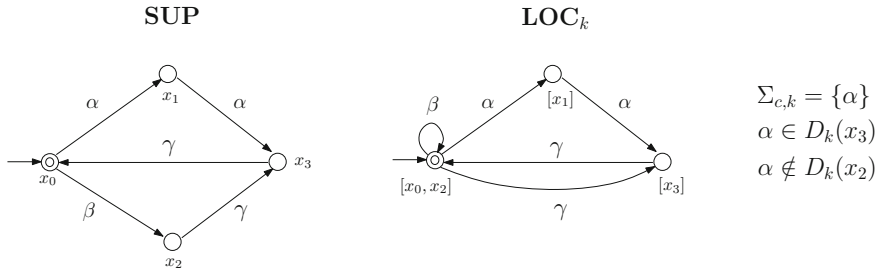 SUP
LOC_k
α
x_1
α
γ
x_0
x_3
β
γ
x_2
β
α
[x_1]
α
γ
[x_0, x_2]
[x_3]
γ
Σ_{c,k} = {α}
α ∈ D_k(x_3)
α ∉ D_k(x_2)